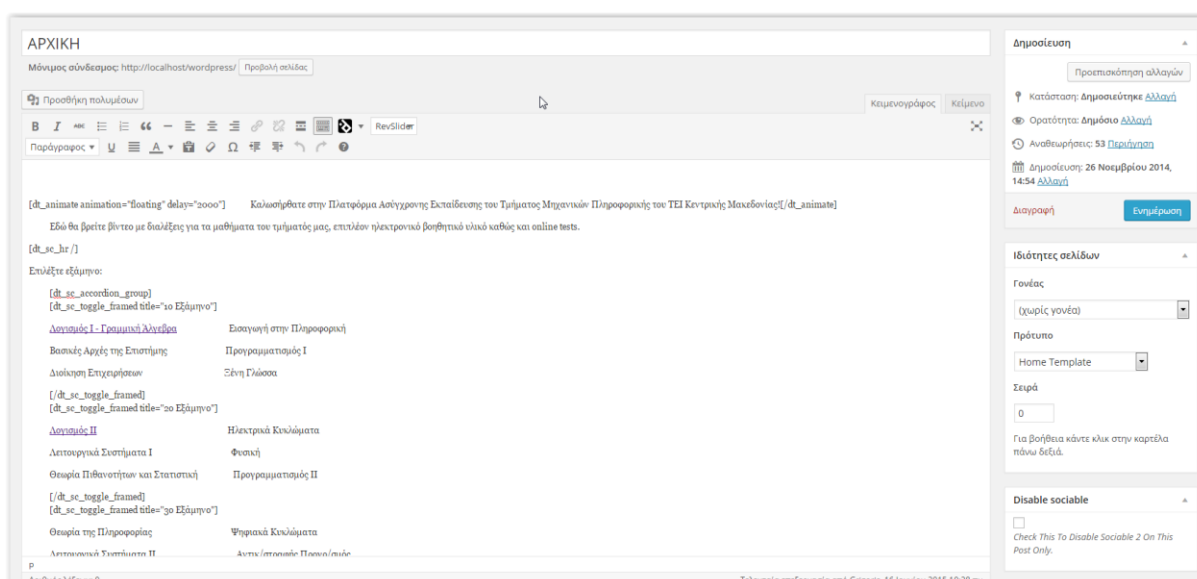 ΑΡΧΙΚΗ
Μόνιμος σύνδεσμος: http://localhost/wordpress/ Προβολή σελίδας
Προσθήκη πολυμέσων
Κειμενογράφος Κείμενο
B I ABC RevSlider
Παράγραφος U A Ω
[dt_animate animation="floating" delay="2000"] Καλωσήρθατε στην Πλατφόρμα Ασύγχρονης Εκπαίδευσης του Τμήματος Μηχανικών Πληροφορικής του ΤΕΙ Κεντρικής Μακεδονίας![/dt_animate]
Εδώ θα βρείτε βίντεο με διαλέξεις για τα μαθήματα του τμήματός μας, επιπλέον ηλεκτρονικό βοηθητικό υλικό καθώς και online tests.
[dt_sc_hr /]
Επιλέξτε εξάμηνο:
[dt_sc_accordion_group]
[dt_sc_toggle_framed title="1ο Εξάμηνο"]
Λογισμός Ι - Γραμμική Άλγεβρα Εισαγωγή στην Πληροφορική
Βασικές Αρχές της Επιστήμης Προγραμματισμός Ι
Διοίκηση Επιχειρήσεων Ξένη Γλώσσα
[/dt_sc_toggle_framed]
[dt_sc_toggle_framed title="2ο Εξάμηνο"]
Λογισμός ΙΙ Ηλεκτρικά Κυκλώματα
Λειτουργικά Συστήματα Ι Φυσική
Θεωρία Πιθανοτήτων και Στατιστική Προγραμματισμός ΙΙ
[/dt_sc_toggle_framed]
[dt_sc_toggle_framed title="3ο Εξάμηνο"]
Θεωρία της Πληροφορίας Ψηφιακά Κυκλώματα
Λειτουργικά Συστήματα ΙΙ
P
Δημοσίευση
Προεπισκόπηση αλλαγών
Κατάσταση: Δημοσιεύτηκε Αλλαγή
Ορατότητα: Δημόσιο Αλλαγή
Αναθεωρήσεις: 53 Περιήγηση
Δημοσίευση: 26 Νοεμβρίου 2014,
14:54 Αλλαγή
Διαγραφή Ενημέρωση
Ιδιότητες σελίδων
Γονέας
(χωρίς γονέα)
Πρότυπο
Home Template
Σειρά
0
Για βοήθεια κάντε κλικ στην καρτέλα
πάνω δεξιά.
Disable sociable
Check This To Disable Sociable 2 On This
Post Only.